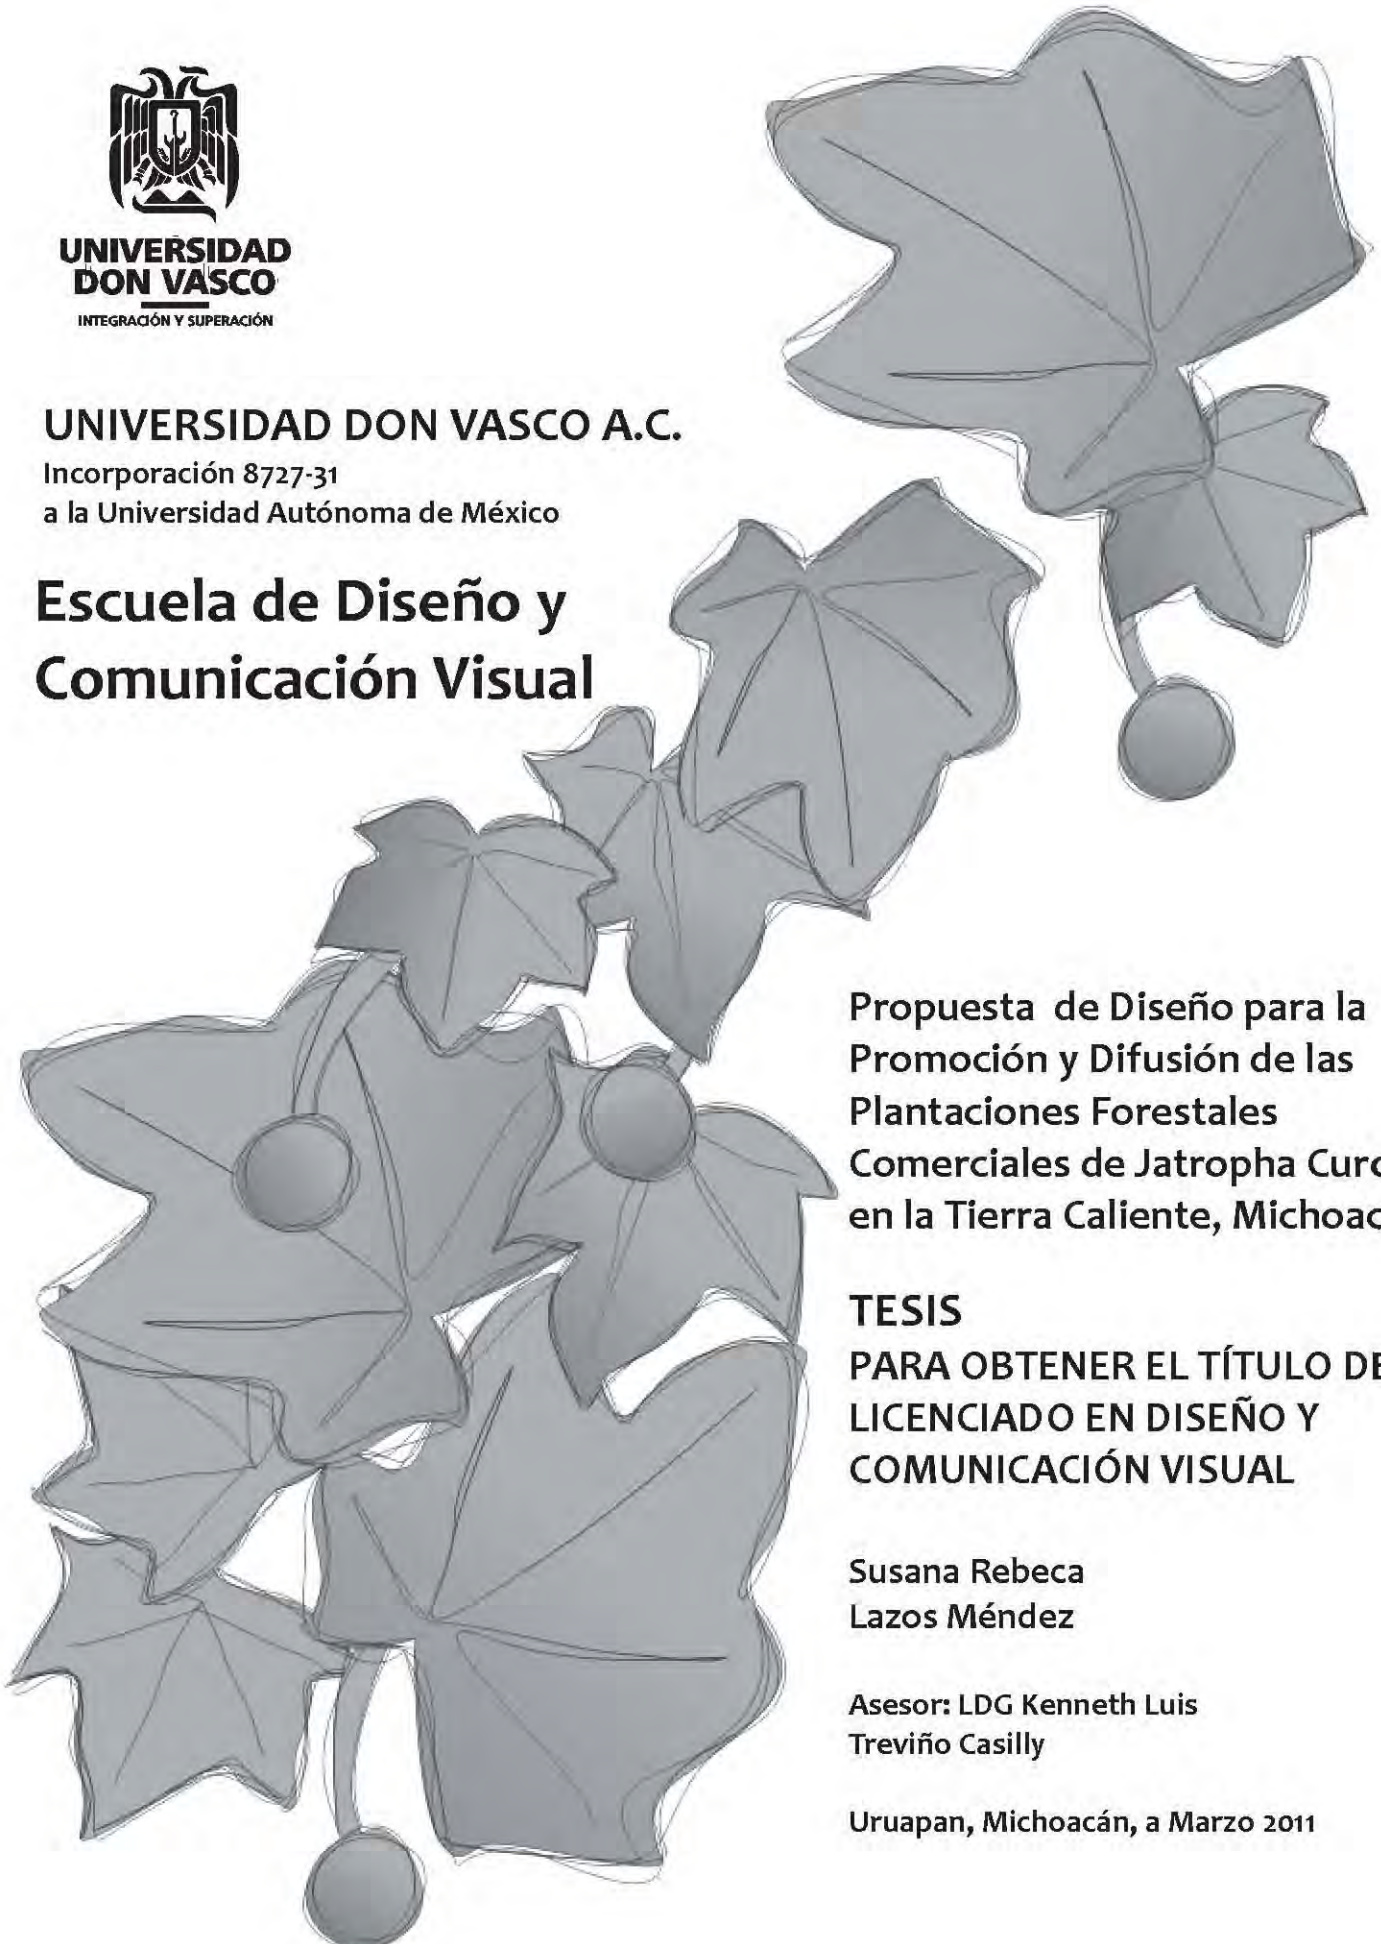 UNIVERSIDAD
DON VASCO
INTEGRACIÓN Y SUPERACIÓN
UNIVERSIDAD DON VASCO A.C.
Incorporación 8727-31
a la Universidad Autónoma de México
Escuela de Diseño y
Comunicación Visual
Propuesta de Diseño para la
Promoción y Difusión de las
Plantaciones Forestales
Comerciales de Jatropha Curc
en la Tierra Caliente, Michoac
TESIS
PARA OBTENER EL TÍTULO DE
LICENCIADO EN DISEÑO Y
COMUNICACIÓN VISUAL
Susana Rebeca
Lazos Méndez
Asesor: LDG Kenneth Luis
Treviño Casilly
Uruapan, Michoacán, a Marzo 2011